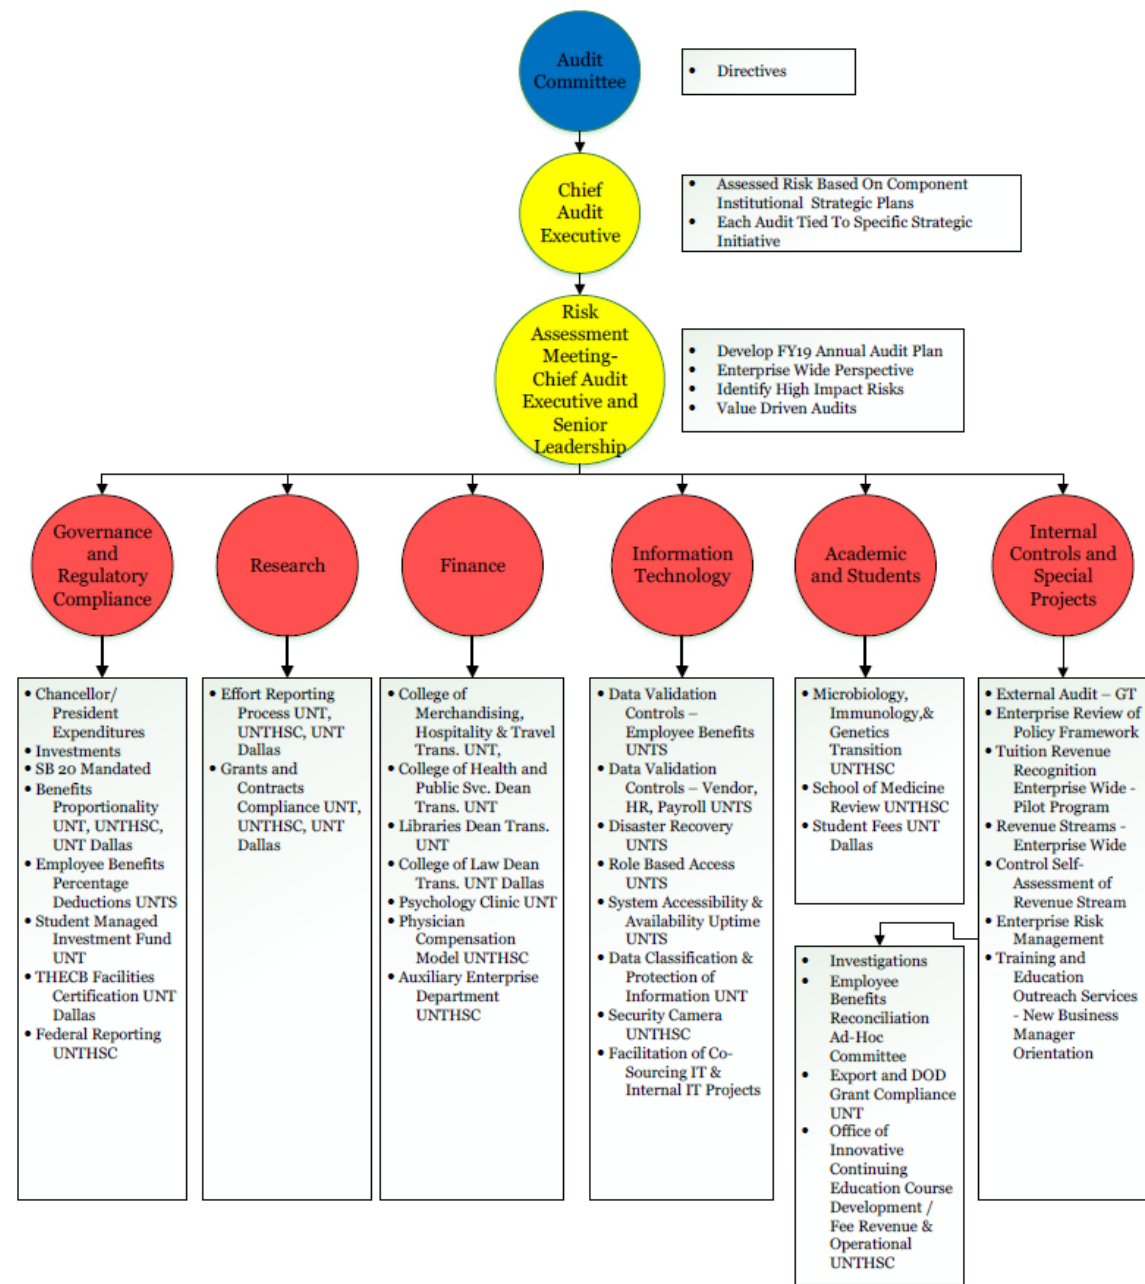 Audit
Committee
• Directives
Chief
Audit
Executive
• Assessed Risk Based On Component
Institutional Strategic Plans
• Each Audit Tied To Specific Strategic
Initiative
Risk
Assessment
Meeting-
Chief Audit
Executive and
Senior
Leadership
• Develop FY19 Annual Audit Plan
• Enterprise Wide Perspective
• Identify High Impact Risks
• Value Driven Audits
Governance
and
Regulatory
Compliance
Research
Finance
Information
Technology
Academic
and Students
Internal
Controls and
Special
Projects
• Chancellor/
President
Expenditures
• Investments
• SB 20 Mandated
• Benefits
Proportionality
UNT, UNTHSC,
UNT Dallas
• Employee Benefits
Percentage
Deductions UNTS
• Student Managed
Investment Fund
UNT
• THECB Facilities
Certification UNT
Dallas
• Federal Reporting
UNTHSC
• Effort Reporting
Process UNT,
UNTHSC, UNT
Dallas
• Grants and
Contracts
Compliance UNT,
UNTHSC, UNT
Dallas
• College of
Merchandising,
Hospitality & Travel
Trans. UNT,
• College of Health and
Public Svc. Dean
Trans. UNT
• Libraries Dean Trans.
UNT
• College of Law Dean
Trans. UNT Dallas
• Psychology Clinic UNT
• Physician
Compensation
Model UNTHSC
• Auxiliary Enterprise
Department
UNTHSC
• Data Validation
Controls –
Employee Benefits
UNTS
• Data Validation
Controls – Vendor,
HR, Payroll UNTS
• Disaster Recovery
UNTS
• Role Based Access
UNTS
• System Accessibility &
Availability Uptime
UNTS
• Data Classification &
Protection of
Information UNT
• Security Camera
UNTHSC
• Facilitation of Co-
Sourcing IT &
Internal IT Projects
• Microbiology,
Immunology,&
Genetics
Transition
UNTHSC
• School of Medicine
Review UNTHSC
• Student Fees UNT
Dallas
• External Audit – GT
• Enterprise Review of
Policy Framework
• Tuition Revenue
Recognition
Enterprise Wide -
Pilot Program
• Revenue Streams -
Enterprise Wide
• Control Self-
Assessment of
Revenue Stream
• Enterprise Risk
Management
• Training and
Education
Outreach Services
- New Business
Manager
Orientation
• Investigations
• Employee
Benefits
Reconciliation
Ad-Hoc
Committee
• Export and DOD
Grant Compliance
UNT
• Office of
Innovative
Continuing
Education Course
Development /
Fee Revenue &
Operational
UNTHSC